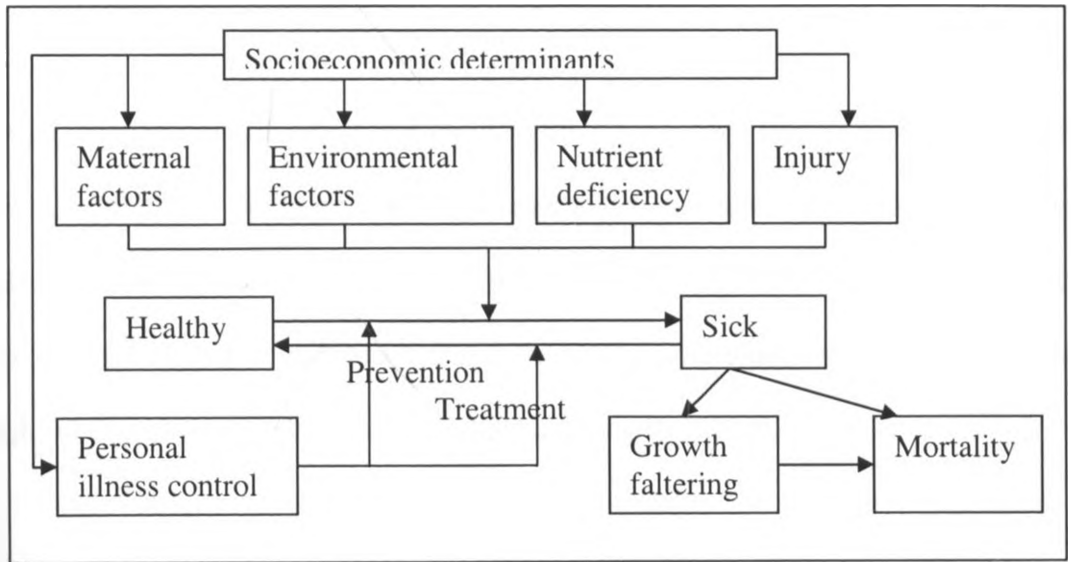 Socioeconomic determinants
Maternal
factors
Environmental
factors
Nutrient
deficiency
Injury
Healthy
Sick
Prevention
Treatment
Personal
illness control
Growth
faltering
Mortality